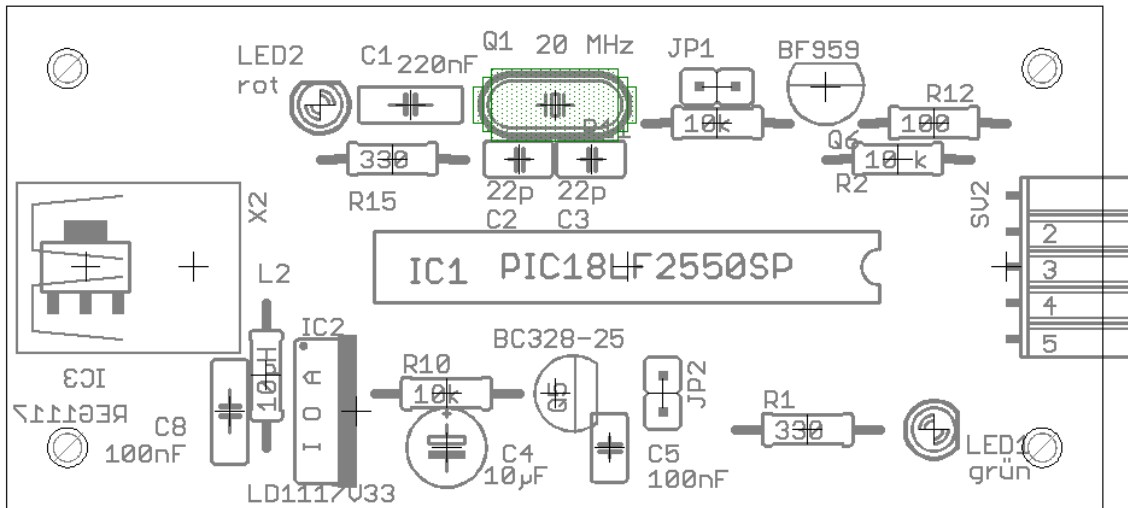 LED2
rot
C1
220nF
Q1
20 MHz
JP1
BF959
R12
100
10k
Q6
10 k
R2
330
R15
22p
22p
C2
C3
X2
SV2
2
3
4
5
IC1
PIC18LF2550SP
L2
10µH
IC2
I O A
LD1117V33
IC3
REG1117
C8
100nF
R10
10k
C4
10µF
BC328-25
Q5
C5
100nF
JP2
R1
330
LED1
grün